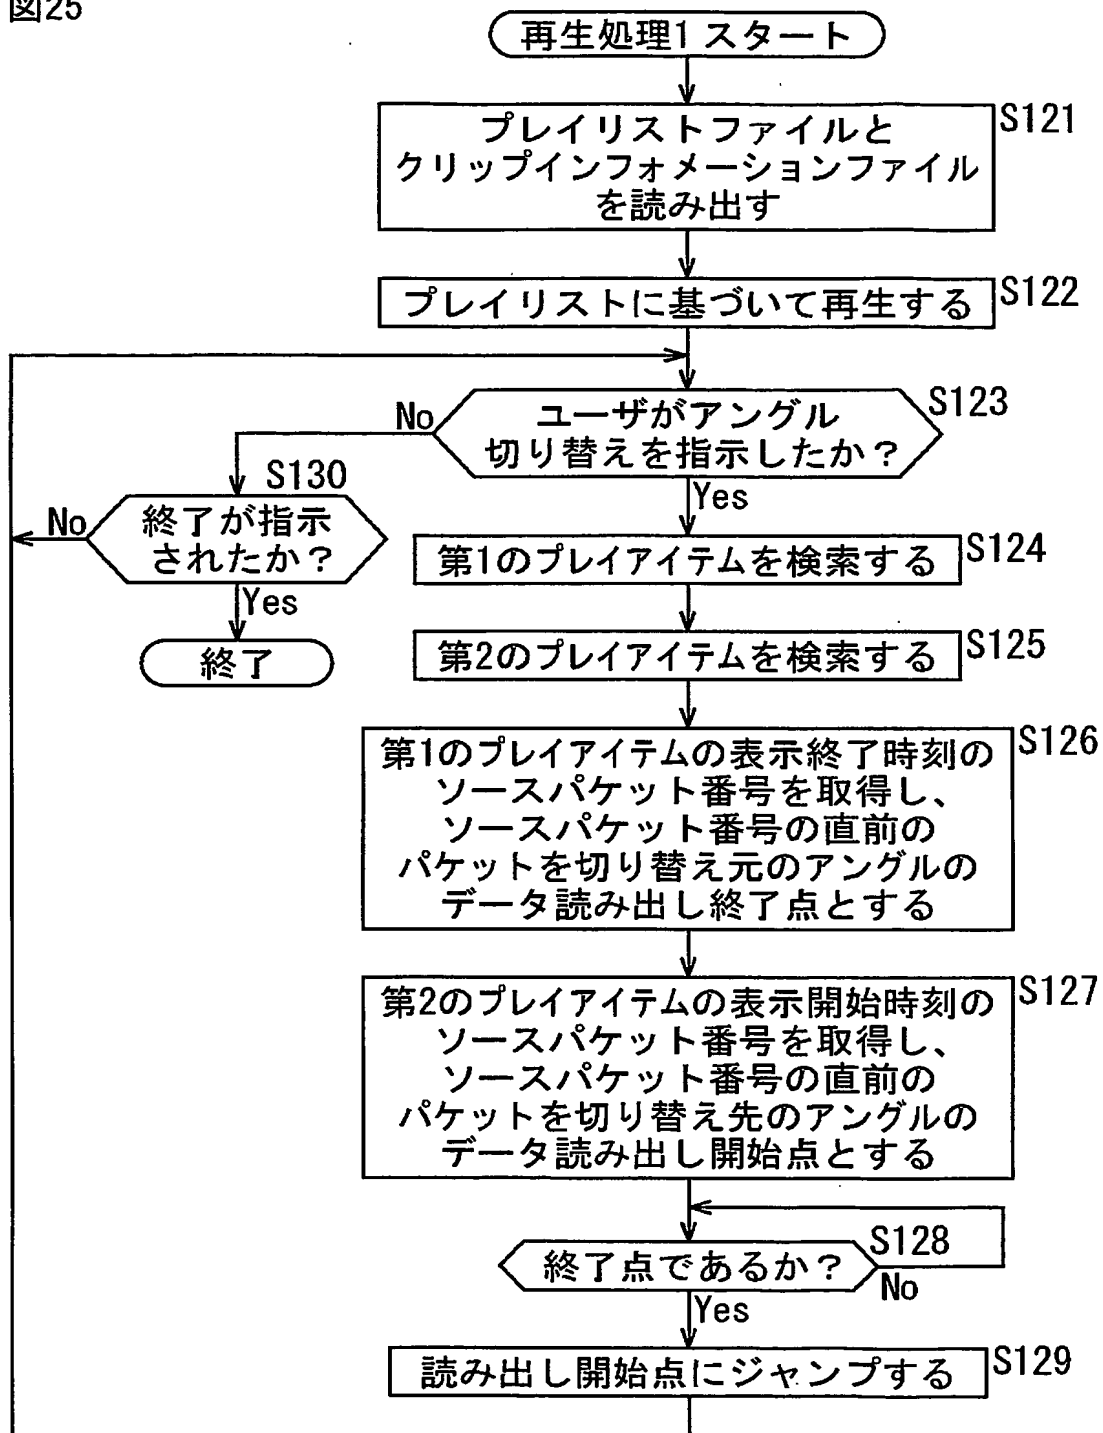 図25
再生処理1 スタート
プレイリストファイルと
クリップインフォメーションファイル
を読み出す
S121
プレイリストに基づいて再生する
S122
ユーザがアングル
切り替えを指示したか？
S123
No
Yes
S130
終了が指示
されたか？
No
Yes
終了
第1のプレイアイテムを検索する
S124
第2のプレイアイテムを検索する
S125
第1のプレイアイテムの表示終了時刻の
ソースパケット番号を取得し、
ソースパケット番号の直前の
パケットを切り替え元のアングルの
データ読み出し終了点とする
S126
第2のプレイアイテムの表示開始時刻の
ソースパケット番号を取得し、
ソースパケット番号の直前の
パケットを切り替え先のアングルの
データ読み出し開始点とする
S127
終了点であるか？
S128
No
Yes
読み出し開始点にジャンプする
S129